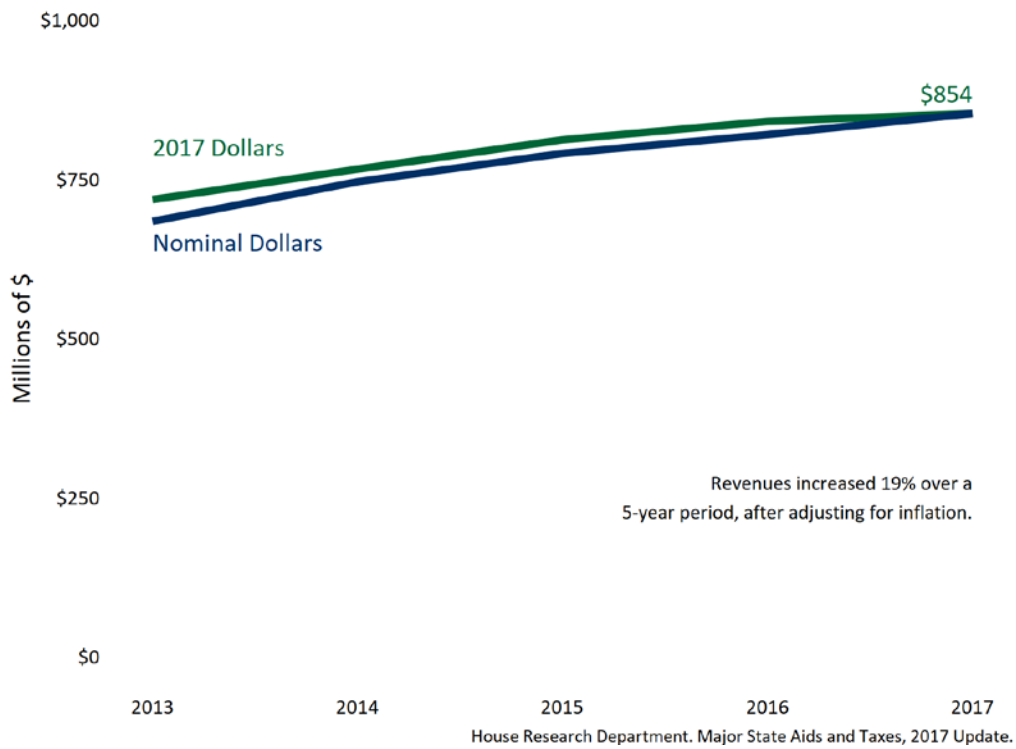 $1,000
$854
2017 Dollars
$750
Nominal Dollars
Millions of $
$500
Revenues increased 19% over a
$250
5-year period, after adjusting for inflation.
$0
2013 2014 2015 2016 2017
House Research Department. Major State Aids and Taxes, 2017 Update.